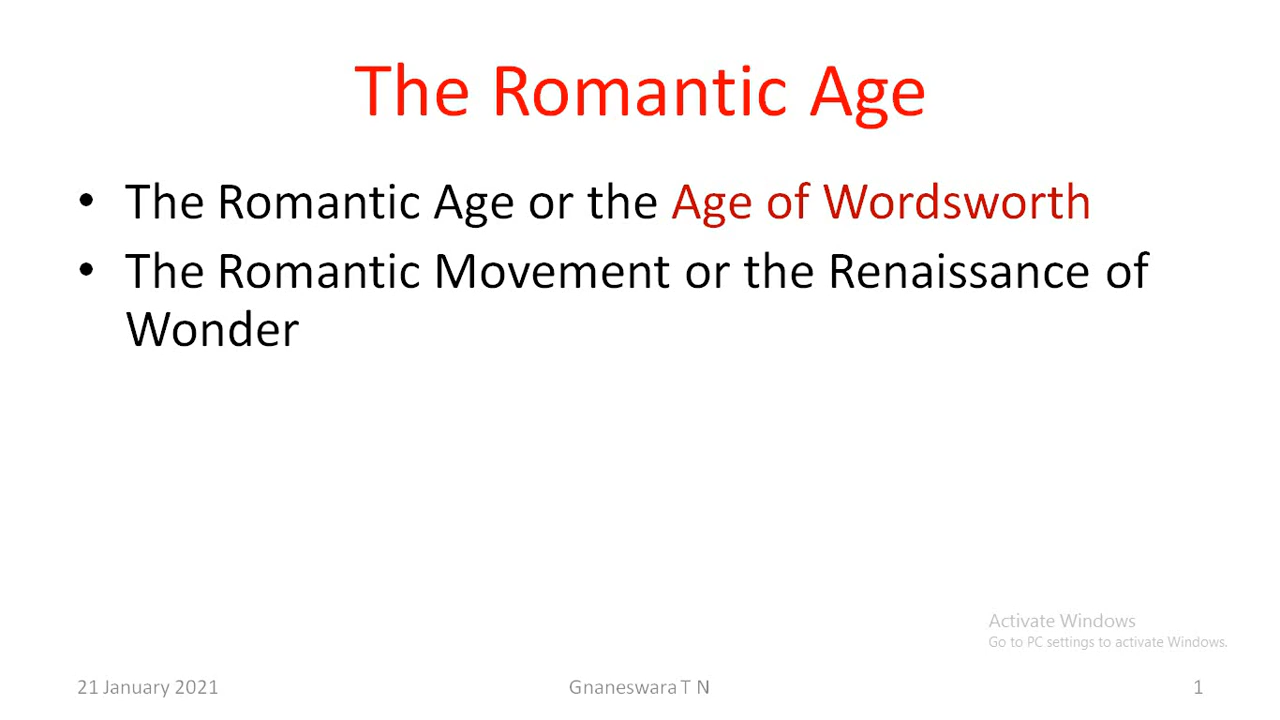 The Romantic Age
• The Romantic Age or the Age of Wordsworth
• The Romantic Movement or the Renaissance of
Wonder
Activate Windows
Go to PC settings to activate Windows.
21 January 2021
Gnaneswara T N
1